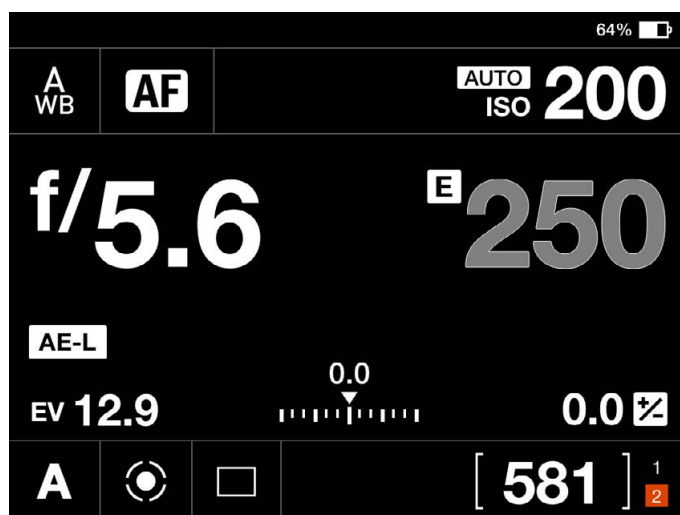 64%
A
WB
AF
AUTO
ISO
200
f/5.6
E
250
AE-L
0.0
EV 12.9
0.0 +/-
A
[ 581 ]
1
2